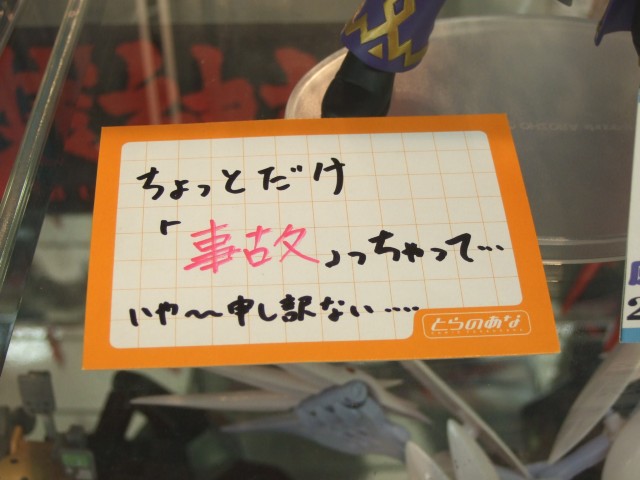 ちょっとだけ
「事故」っちゃって…
いや〜申し訳ない……
とらのあな